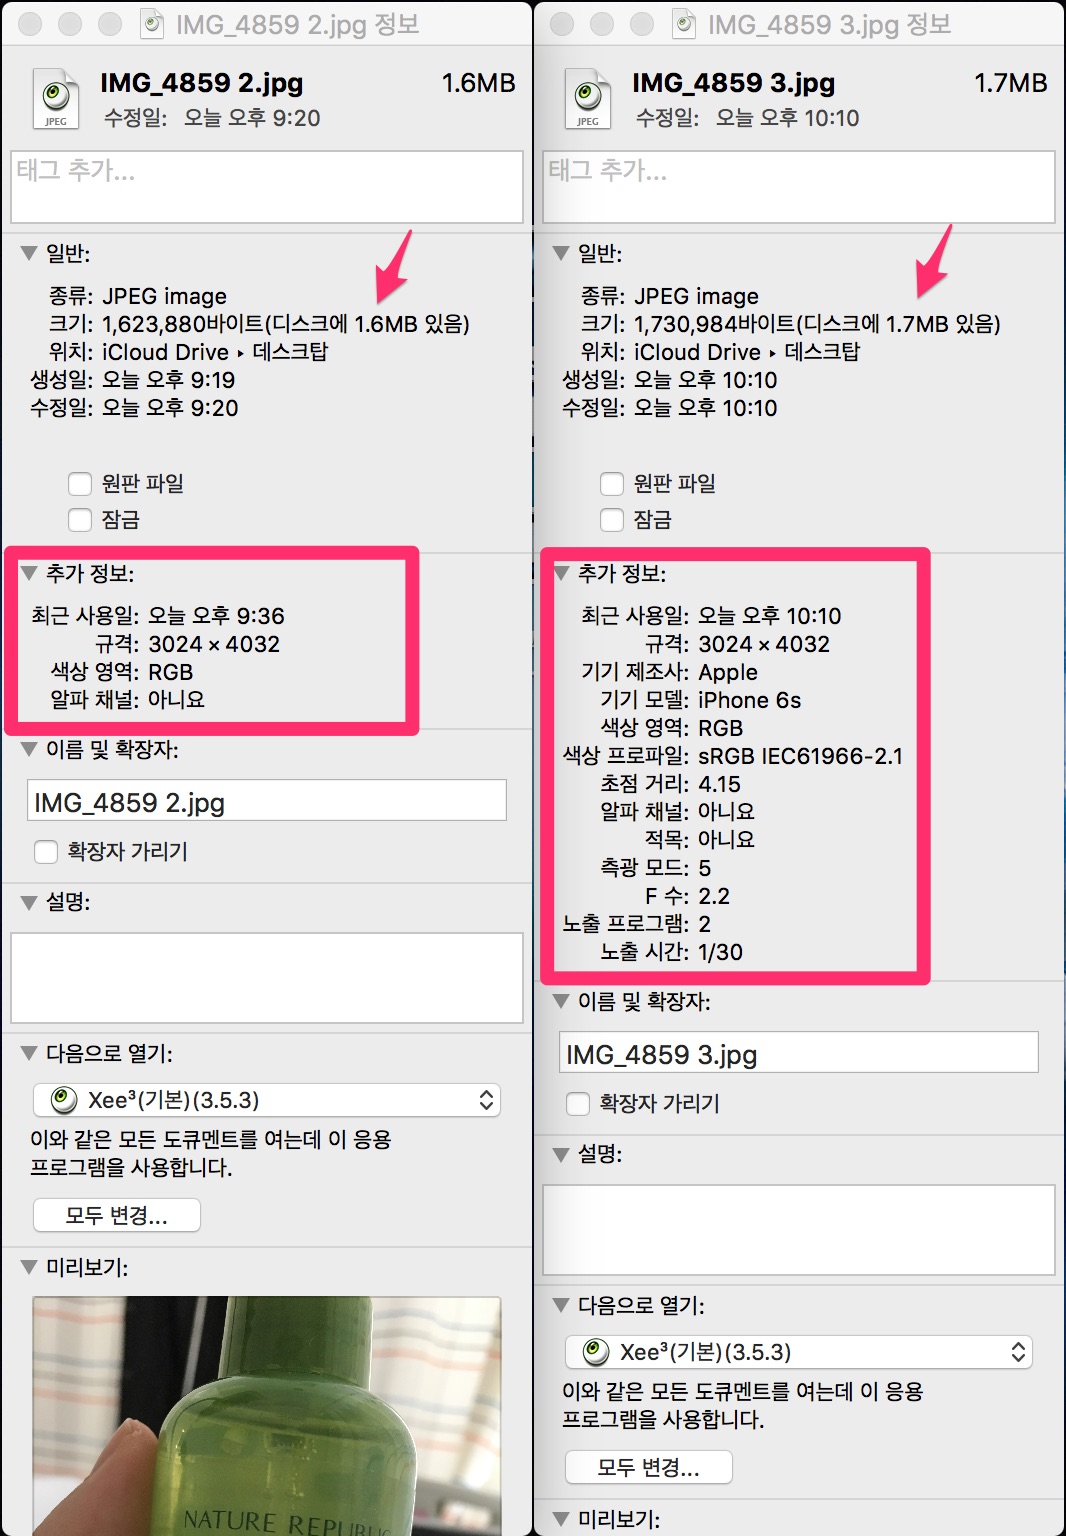 IMG_4859 2.jpg 정보
JPEG
IMG_4859 2.jpg 1.6MB
수정일: 오늘 오후 9:20
태그 추가...
일반:
종류: JPEG image
크기: 1,623,880바이트(디스크에 1.6MB 있음)
위치: iCloud Drive ▸ 데스크탑
생성일: 오늘 오후 9:19
수정일: 오늘 오후 9:20
원판 파일
잠금
추가 정보:
최근 사용일: 오늘 오후 9:36
규격: 3024 × 4032
색상 영역: RGB
알파 채널: 아니요
이름 및 확장자:
IMG_4859 2.jpg
확장자 가리기
설명:
다음으로 열기:
Xee³(기본)(3.5.3)
이와 같은 모든 도큐멘트를 여는데 이 응용
프로그램을 사용합니다.
모두 변경...
미리보기:
NATURE REPUBLIC
IMG_4859 3.jpg 정보
JPEG
IMG_4859 3.jpg 1.7MB
수정일: 오늘 오후 10:10
태그 추가...
일반:
종류: JPEG image
크기: 1,730,984바이트(디스크에 1.7MB 있음)
위치: iCloud Drive ▸ 데스크탑
생성일: 오늘 오후 10:10
수정일: 오늘 오후 10:10
원판 파일
잠금
추가 정보:
최근 사용일: 오늘 오후 10:10
규격: 3024 × 4032
기기 제조사: Apple
기기 모델: iPhone 6s
색상 영역: RGB
색상 프로파일: sRGB IEC61966-2.1
초점 거리: 4.15
알파 채널: 아니요
적목: 아니요
측광 모드: 5
F 수: 2.2
노출 프로그램: 2
노출 시간: 1/30
이름 및 확장자:
IMG_4859 3.jpg
확장자 가리기
설명:
다음으로 열기:
Xee³(기본)(3.5.3)
이와 같은 모든 도큐멘트를 여는데 이 응용
프로그램을 사용합니다.
모두 변경...
미리보기: